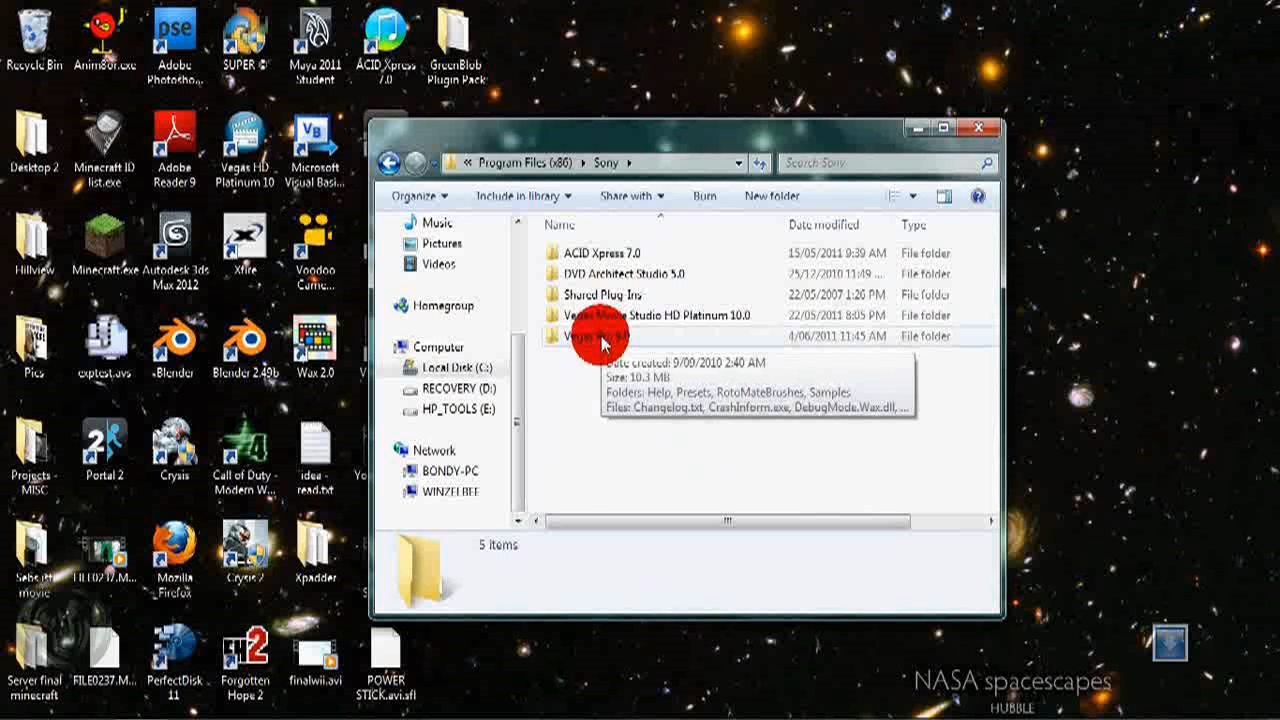 Recycle Bin
Anim8or.exe
Adobe
Photosho...
SUPER ©
Maya 2011
Student
ACID Xpress
7.0
GreenBlob
Plugin Pack
Desktop 2
Minecraft ID
list.exe
Adobe
Reader 9
Vegas HD
Platinum 10
Microsoft
Visual Basi...
Hillview
Minecraft.exe
Autodesk 3ds
Max 2012
Xfire
Voodoo
Came...
Pics
exptest.avs
Blender
Blender 2.49b
Wax 2.0
Projects -
MISC
Portal 2
Crysis
Call of Duty -
Modern W...
idea -
read.txt
Sebs itt
movie
FILE0237.M...
Mozilla
Firefox
Crysis 2
Xpadder
Server final
minecraft
FILE0237.M...
PerfectDisk
11
Forgotten
Hope 2
finalwii.avi
POWER
STICK.avi.sfl
« Program Files (x86) Sony
Search Sony
Organize Include in library Share with Burn New folder
Music
Pictures
Videos
Homegroup
Computer
Local Disk (C:)
RECOVERY (D:)
HP_TOOLS (E:)
Network
BONDY-PC
WINZELBEE
Name Date modified Type
ACID Xpress 7.0 15/05/2011 9:39 AM File folder
DVD Architect Studio 5.0 25/12/2010 11:49 ... File folder
Shared Plug-Ins 22/05/2007 1:26 PM File folder
Vegas Movie Studio HD Platinum 10.0 22/05/2011 8:05 PM File folder
Vegas Pro 9.0 4/06/2011 11:45 AM File folder
Date created: 9/09/2010 2:40 AM
Size: 10.3 MB
Folders: Help, Presets, RotoMateBrushes, Samples
Files: Changelog.txt, CrashInform.exe, DebugMode.Wax.dll, ...
5 items
NASA spacescapes
HUBBLE